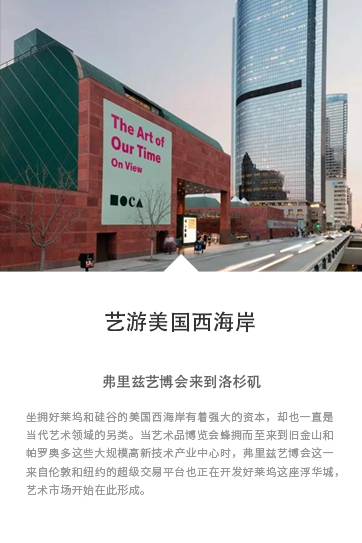 The Art of
Our Time
On View
MOCA
艺游美国西海岸
弗里兹艺博会来到洛杉矶
坐拥好莱坞和硅谷的美国西海岸有着强大的资本，却也一直是
当代艺术领域的另类。当艺术品博览会蜂拥而至来到旧金山和
帕罗奥多这些大规模高新技术产业中心时，弗里兹艺博会这一
来自伦敦和纽约的超级交易平台也正在开发好莱坞这座浮华城，
艺术市场开始在此形成。